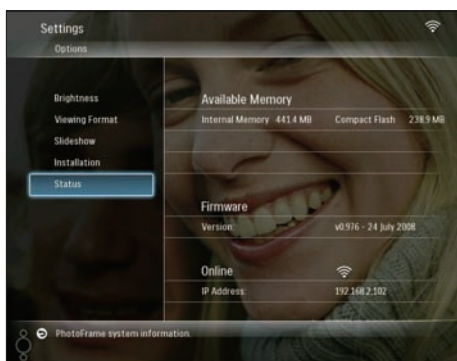 Settings
Options
Brightness
Viewing Format
Slideshow
Installation
Status
Available Memory
Internal Memory 441.4 MB Compact Flash 238.9 MB
Firmware
Version: v0.976 - 24 July 2008
Online
IP Address: 192.168.2.102
PhotoFrame system information.